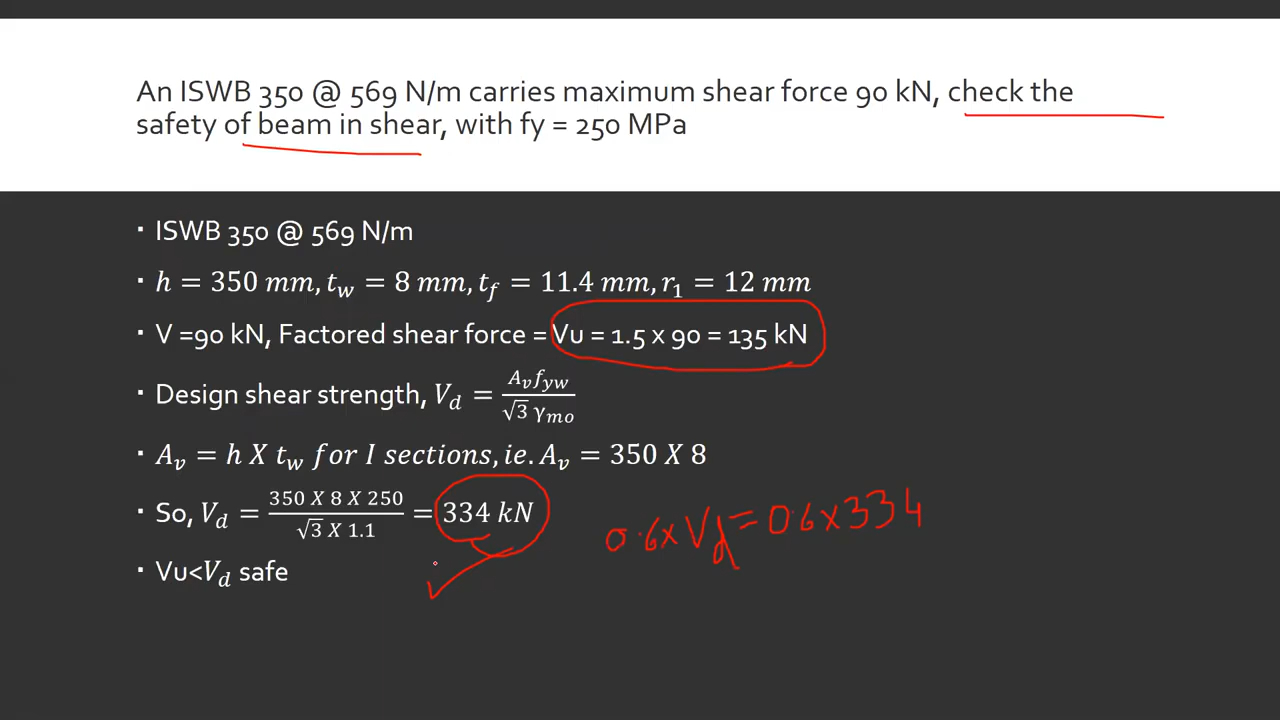 An ISWB 350 @ 569 N/m carries maximum shear force 90 kN, check the
safety of beam in shear, with fy = 250 MPa
▪ ISWB 350 @ 569 N/m
▪ h = 350 mm, t_w = 8 mm, t_f = 11.4 mm, r_1 = 12 mm
▪ V =90 kN, Factored shear force = Vu = 1.5 x 90 = 135 kN
▪ Design shear strength, V_d = A_v f_yw / √3 γ_mo
▪ A_v = h X t_w for I sections, ie. A_v = 350 X 8
▪ So, V_d = 350 X 8 X 250 / √3 X 1.1 = 334 kN
0.6x Vd = 0.6x334
▪ Vu<V_d safe